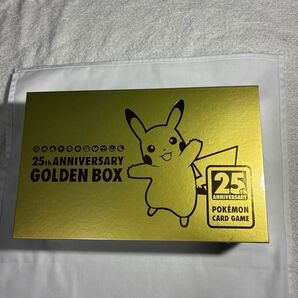 25th ANNIVERSARY
GOLDEN BOX
25th
ANNIVERSARY
POKÉMON
CARD GAME